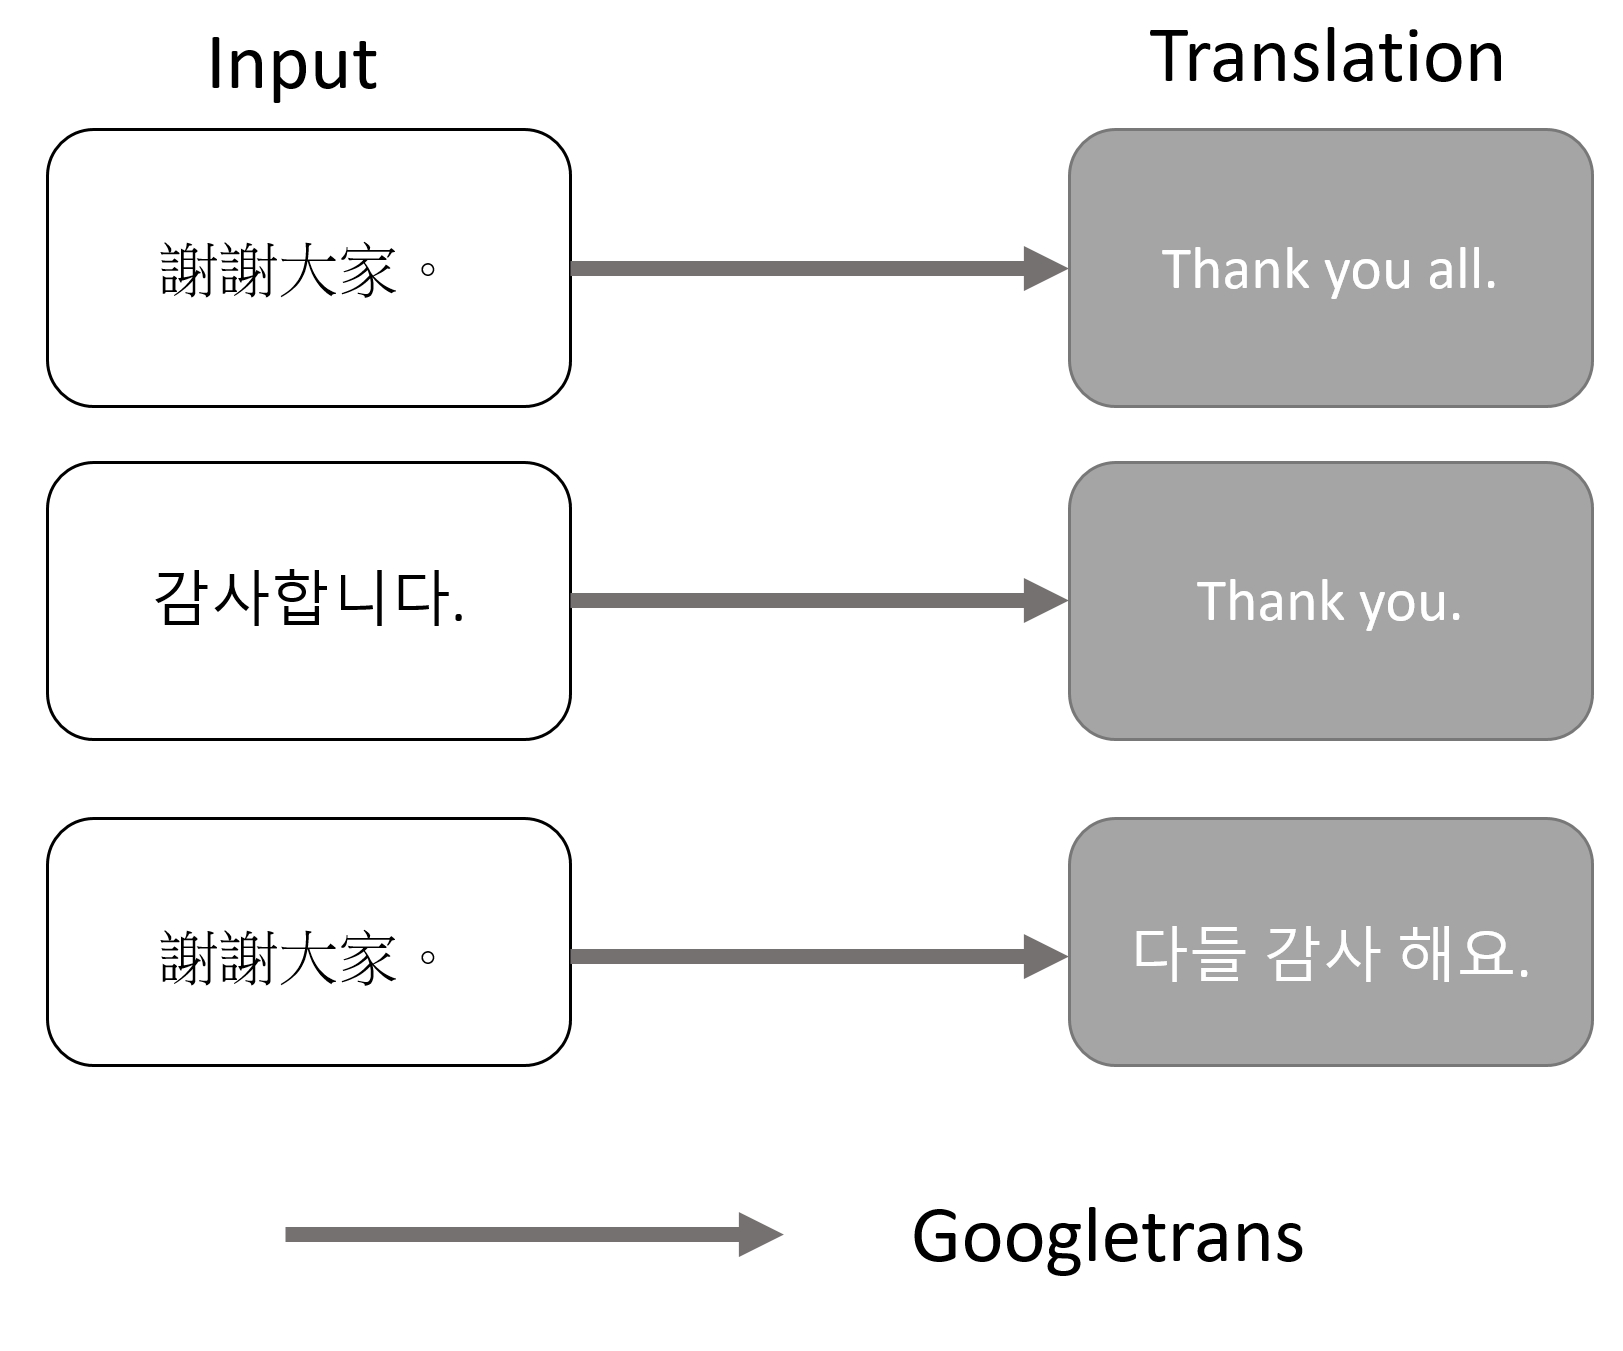 Input
Translation
謝謝大家。
Thank you all.
감사합니다.
Thank you.
謝謝大家。
다들 감사 해요.
Googletrans